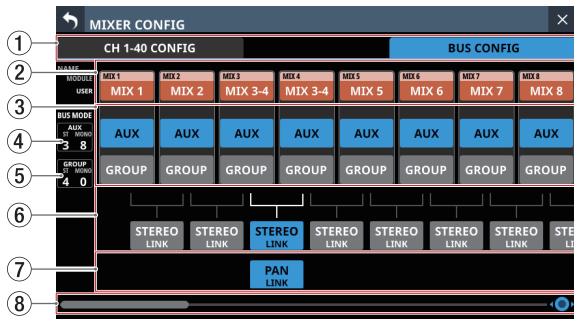 MIXER CONFIG
1 CH 1-40 CONFIG BUS CONFIG
2 NAME MODULE USER
MIX 1 MIX 2 MIX 3 MIX 4 MIX 5 MIX 6 MIX 7 MIX 8
MIX 1 MIX 2 MIX 3-4 MIX 3-4 MIX 5 MIX 6 MIX 7 MIX 8
3 BUS MODE
4 AUX ST MONO 3 8
AUX AUX AUX AUX AUX AUX AUX AUX
5 GROUP ST MONO 4 0
GROUP GROUP GROUP GROUP GROUP GROUP GROUP GROUP
6 STEREO STEREO STEREO STEREO STEREO STEREO STEREO STE
LINK LINK LINK LINK LINK LINK LINK
7 PAN
LINK
8